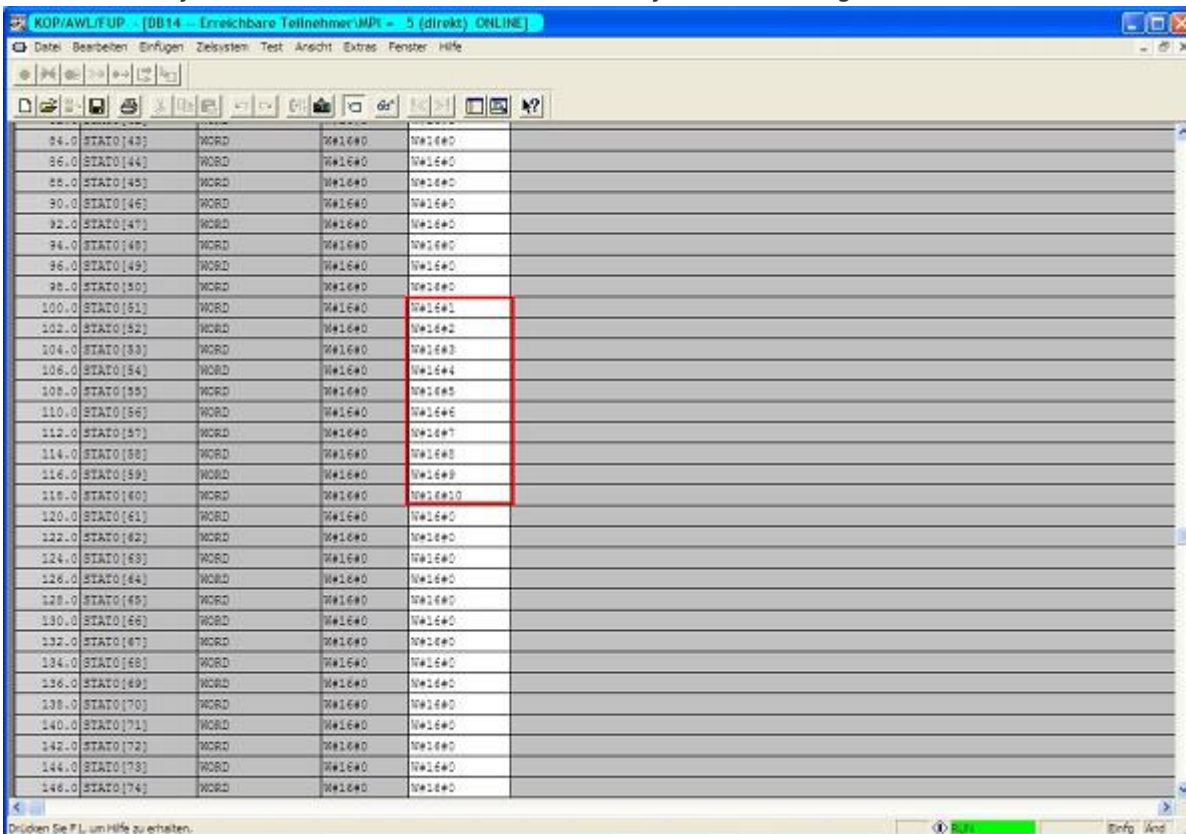 KOP/AWL/FUP - [DB14 -- Erreichbare Teilnehmer\MPI = 5 (direkt) ONLINE]
Datei Bearbeiten Einfügen Zielsystem Test Ansicht Extras Fenster Hilfe
84.0 STAT0[43] WORD W#16#0 W#16#0
86.0 STAT0[44] WORD W#16#0 W#16#0
88.0 STAT0[45] WORD W#16#0 W#16#0
90.0 STAT0[46] WORD W#16#0 W#16#0
92.0 STAT0[47] WORD W#16#0 W#16#0
94.0 STAT0[48] WORD W#16#0 W#16#0
96.0 STAT0[49] WORD W#16#0 W#16#0
98.0 STAT0[50] WORD W#16#0 W#16#0
100.0 STAT0[51] WORD W#16#0 W#16#1
102.0 STAT0[52] WORD W#16#0 W#16#2
104.0 STAT0[53] WORD W#16#0 W#16#3
106.0 STAT0[54] WORD W#16#0 W#16#4
108.0 STAT0[55] WORD W#16#0 W#16#5
110.0 STAT0[56] WORD W#16#0 W#16#6
112.0 STAT0[57] WORD W#16#0 W#16#7
114.0 STAT0[58] WORD W#16#0 W#16#8
116.0 STAT0[59] WORD W#16#0 W#16#9
118.0 STAT0[60] WORD W#16#0 W#16#10
120.0 STAT0[61] WORD W#16#0 W#16#0
122.0 STAT0[62] WORD W#16#0 W#16#0
124.0 STAT0[63] WORD W#16#0 W#16#0
126.0 STAT0[64] WORD W#16#0 W#16#0
128.0 STAT0[65] WORD W#16#0 W#16#0
130.0 STAT0[66] WORD W#16#0 W#16#0
132.0 STAT0[67] WORD W#16#0 W#16#0
134.0 STAT0[68] WORD W#16#0 W#16#0
136.0 STAT0[69] WORD W#16#0 W#16#0
138.0 STAT0[70] WORD W#16#0 W#16#0
140.0 STAT0[71] WORD W#16#0 W#16#0
142.0 STAT0[72] WORD W#16#0 W#16#0
144.0 STAT0[73] WORD W#16#0 W#16#0
146.0 STAT0[74] WORD W#16#0 W#16#0
Drücken Sie F1, um Hilfe zu erhalten. RUN Einfg Änd